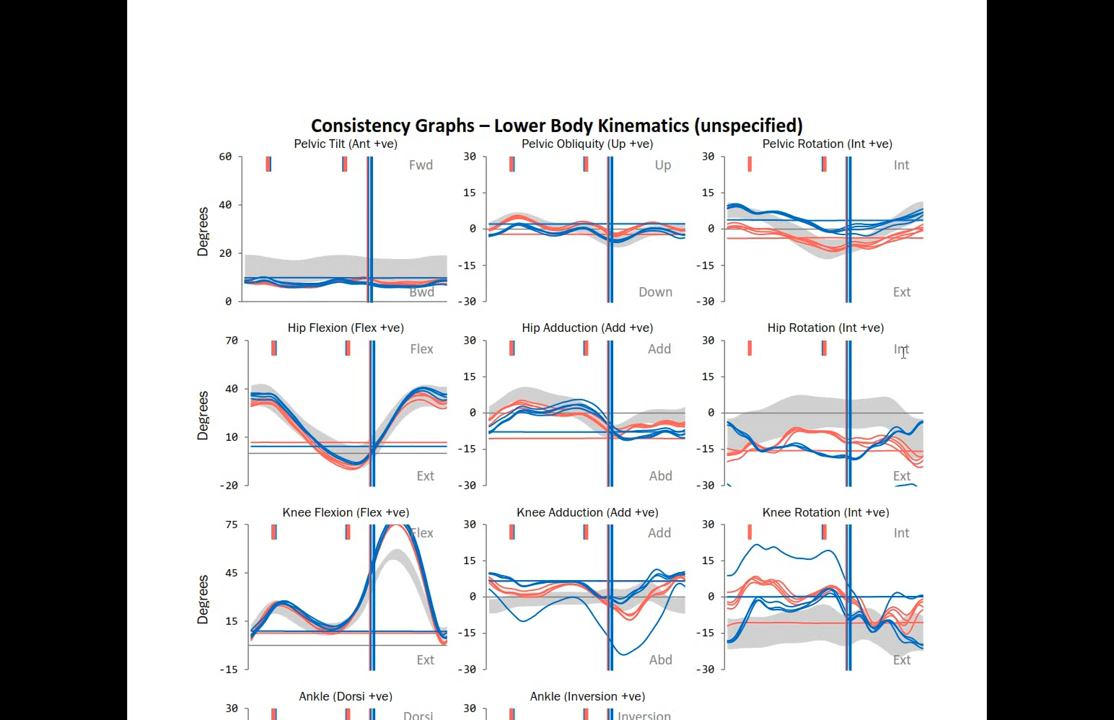 Consistency Graphs – Lower Body Kinematics (unspecified)
Pelvic Tilt (Ant +ve) Pelvic Obliquity (Up +ve) Pelvic Rotation (Int +ve)
60 Fwd 30 Up 30 Int
40 15 15
Degrees
0 0
20
-15 -15
0 Bwd -30 Down -30 Ext
Hip Flexion (Flex +ve) Hip Adduction (Add +ve) Hip Rotation (Int +ve)
70 Flex 30 Add 30 Int
15 15
40
Degrees
0 0
10
-15 -15
-20 Ext -30 Abd -30 Ext
Knee Flexion (Flex +ve) Knee Adduction (Add +ve) Knee Rotation (Int +ve)
75 Flex 30 Add 30 Int
15 15
45
Degrees
0 0
15
-15 -15
-15 Ext -30 Abd -30 Ext
Ankle (Dorsi +ve) Ankle (Inversion +ve)
30 Dorsi 30 Inversion